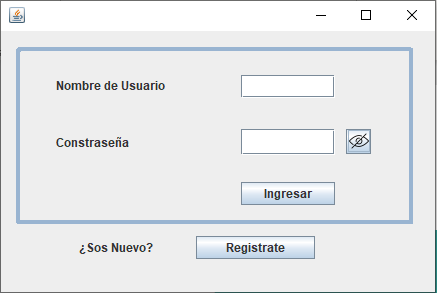 Nombre de Usuario
Constraseña
Ingresar
¿Sos Nuevo? Registrate